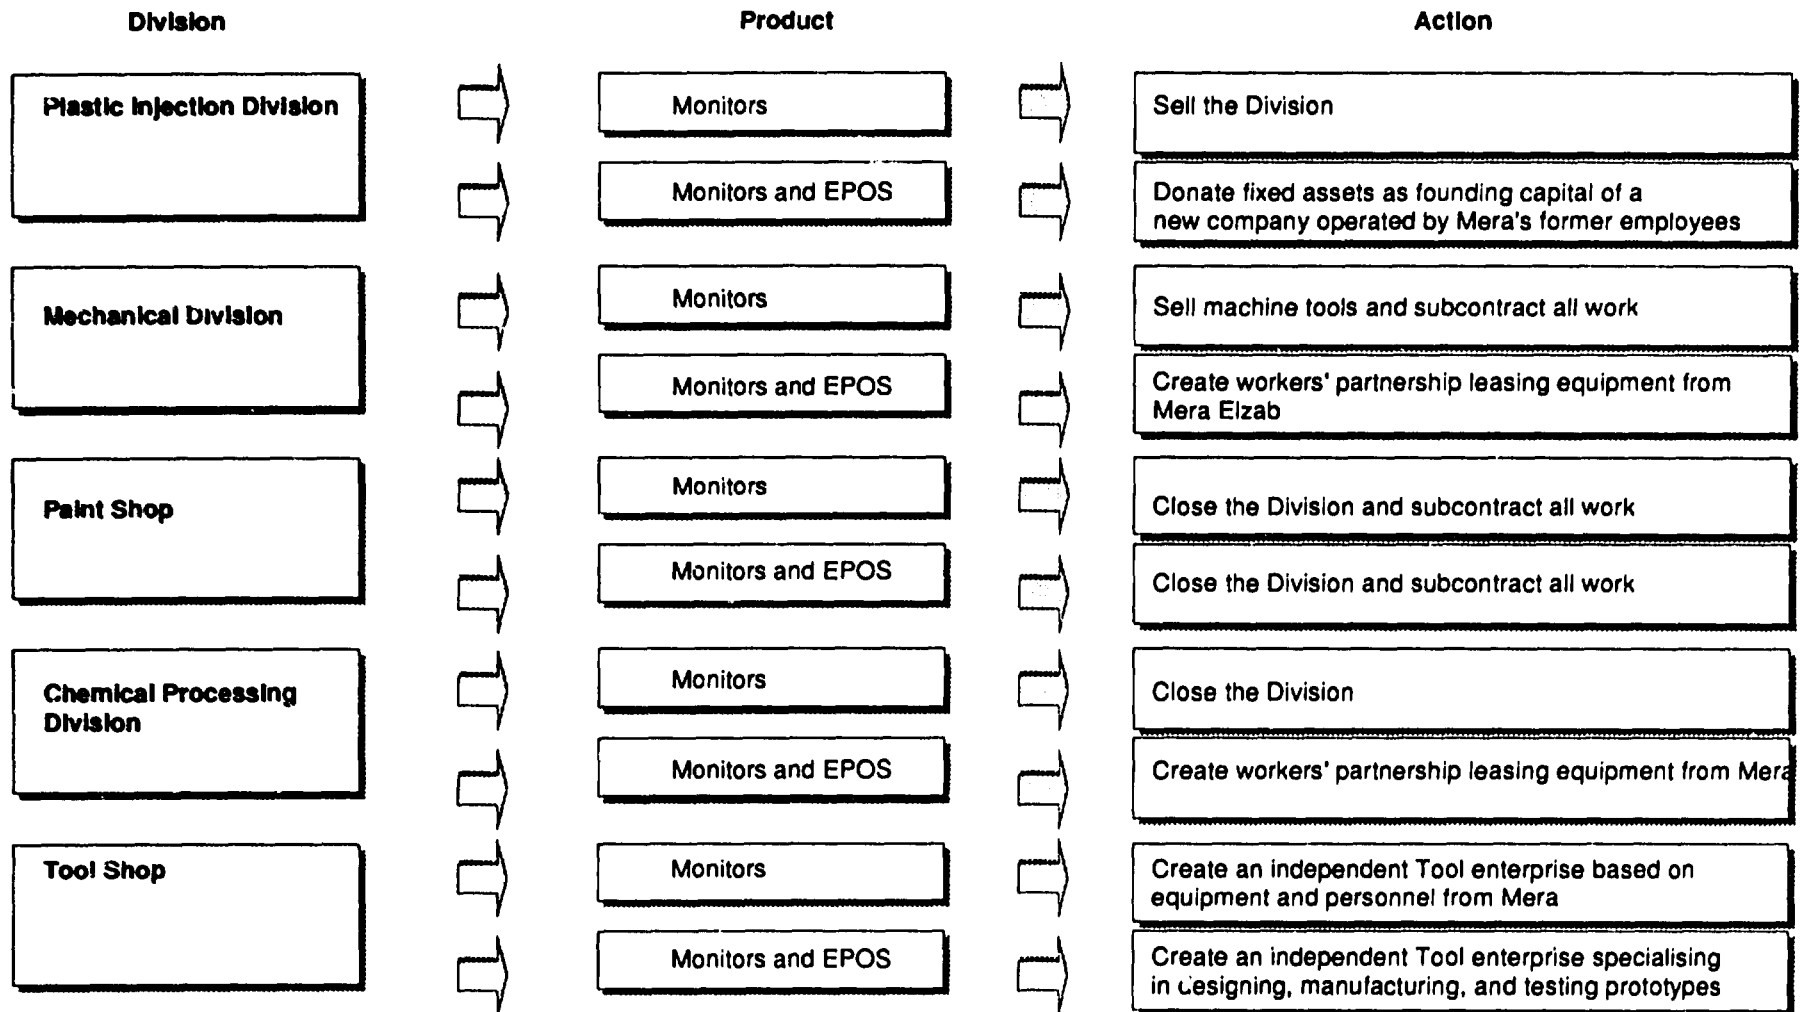 Division Product Action
Plastic Injection Division
Monitors
Sell the Division
Monitors and EPOS
Donate fixed assets as founding capital of a
new company operated by Mera's former employees
Mechanical Division
Monitors
Sell machine tools and subcontract all work
Monitors and EPOS
Create workers' partnership leasing equipment from
Mera Elzab
Paint Shop
Monitors
Close the Division and subcontract all work
Monitors and EPOS
Close the Division and subcontract all work
Chemical Processing
Division
Monitors
Close the Division
Monitors and EPOS
Create workers' partnership leasing equipment from Mera
Tool Shop
Monitors
Create an independent Tool enterprise based on
equipment and personnel from Mera
Monitors and EPOS
Create an independent Tool enterprise specialising
in designing, manufacturing, and testing prototypes